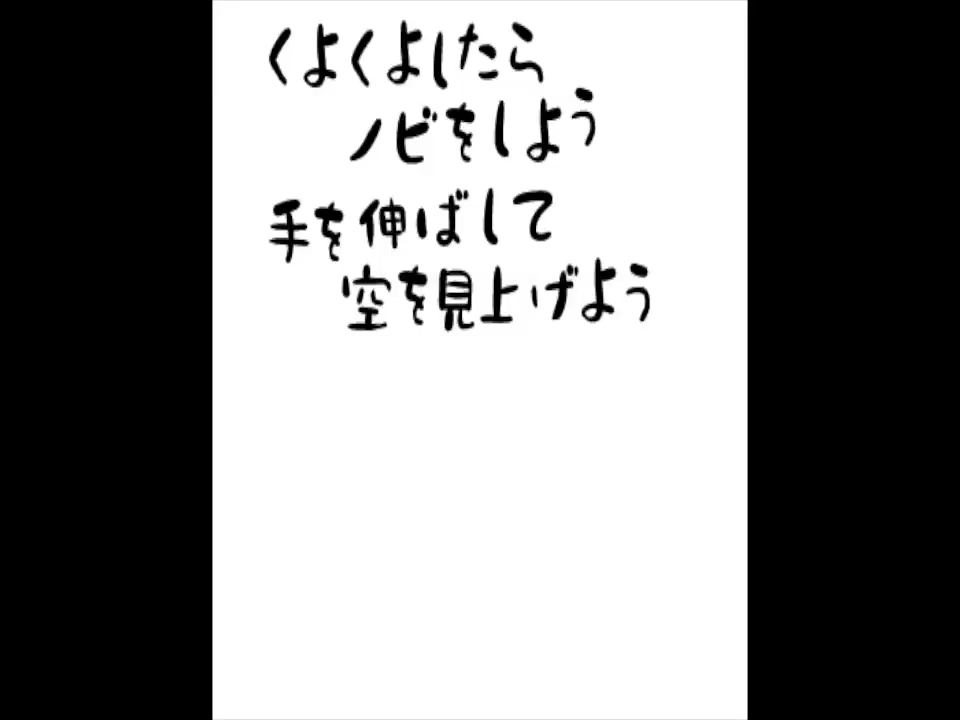 くよくよしたら
ノビをしよう
手を伸ばして
空を見上げよう